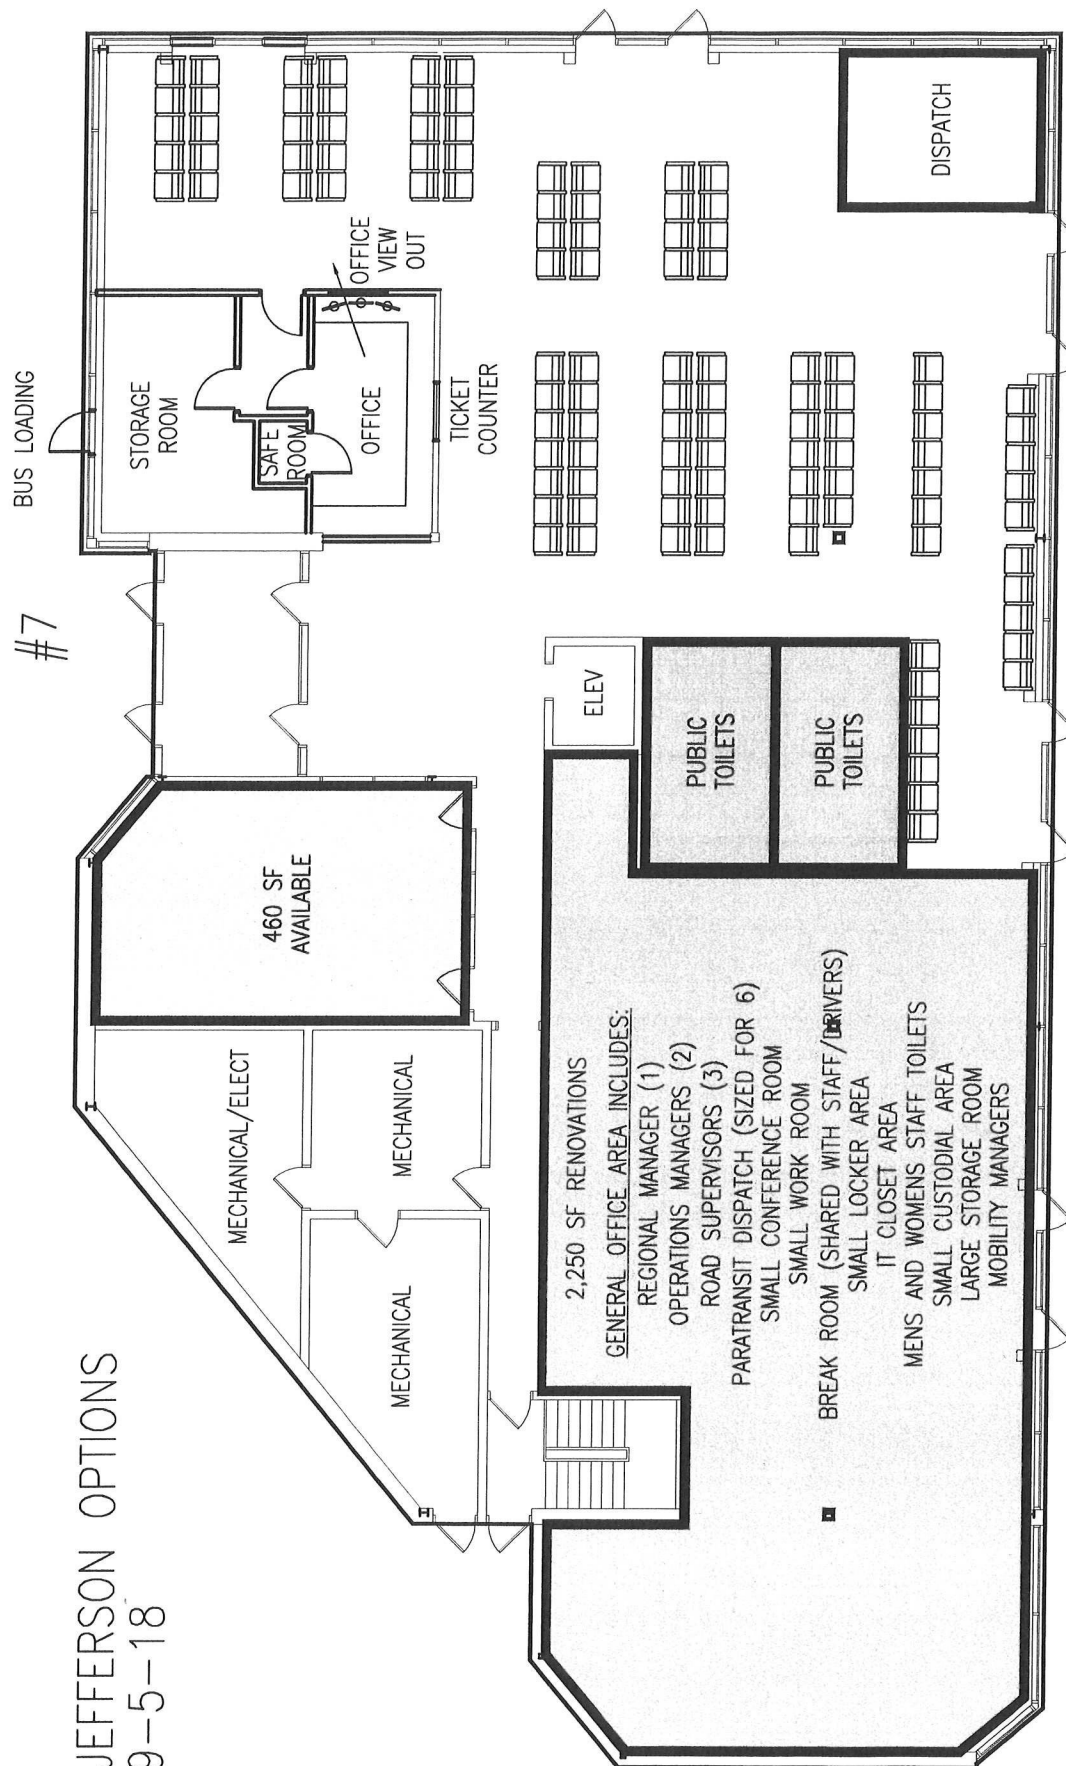 JEFFERSON OPTIONS
9-5-18
#7
BUS LOADING
STORAGE
ROOM
SAFE
ROOM
OFFICE
OFFICE
VIEW
OUT
TICKET
COUNTER
DISPATCH
ELEV
PUBLIC
TOILETS
PUBLIC
TOILETS
460 SF
AVAILABLE
MECHANICAL/ELECT
MECHANICAL
MECHANICAL
2,250 SF RENOVATIONS
GENERAL OFFICE AREA INCLUDES:
REGIONAL MANAGER (1)
OPERATIONS MANAGERS (2)
ROAD SUPERVISORS (3)
PARATRANSIT DISPATCH (SIZED FOR 6)
SMALL CONFERENCE ROOM
SMALL WORK ROOM
BREAK ROOM (SHARED WITH STAFF/DRIVERS)
SMALL LOCKER AREA
IT CLOSET AREA
MENS AND WOMENS STAFF TOILETS
SMALL CUSTODIAL AREA
LARGE STORAGE ROOM
MOBILITY MANAGERS